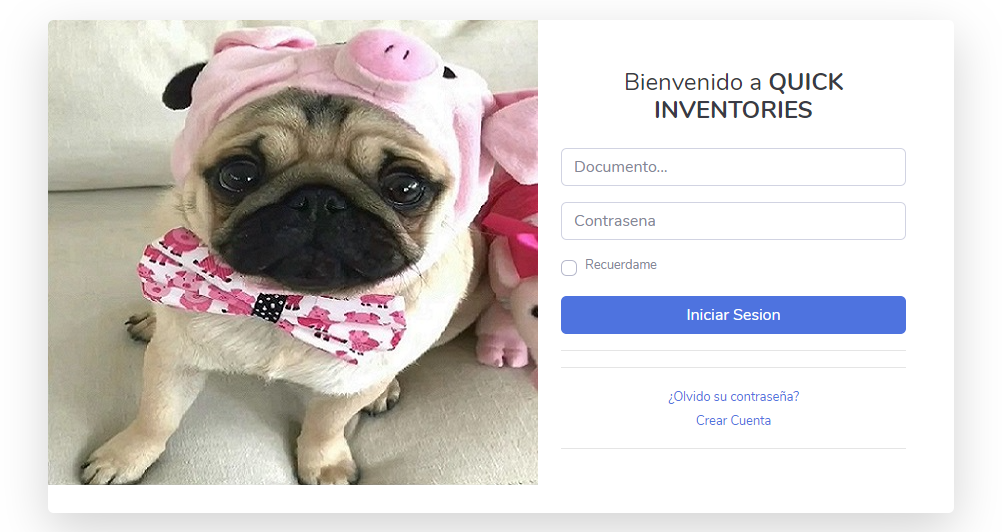 Bienvenido a QUICK
INVENTORIES
Documento...
Contrasena
Recuerdame
Iniciar Sesion
¿Olvido su contraseña?
Crear Cuenta